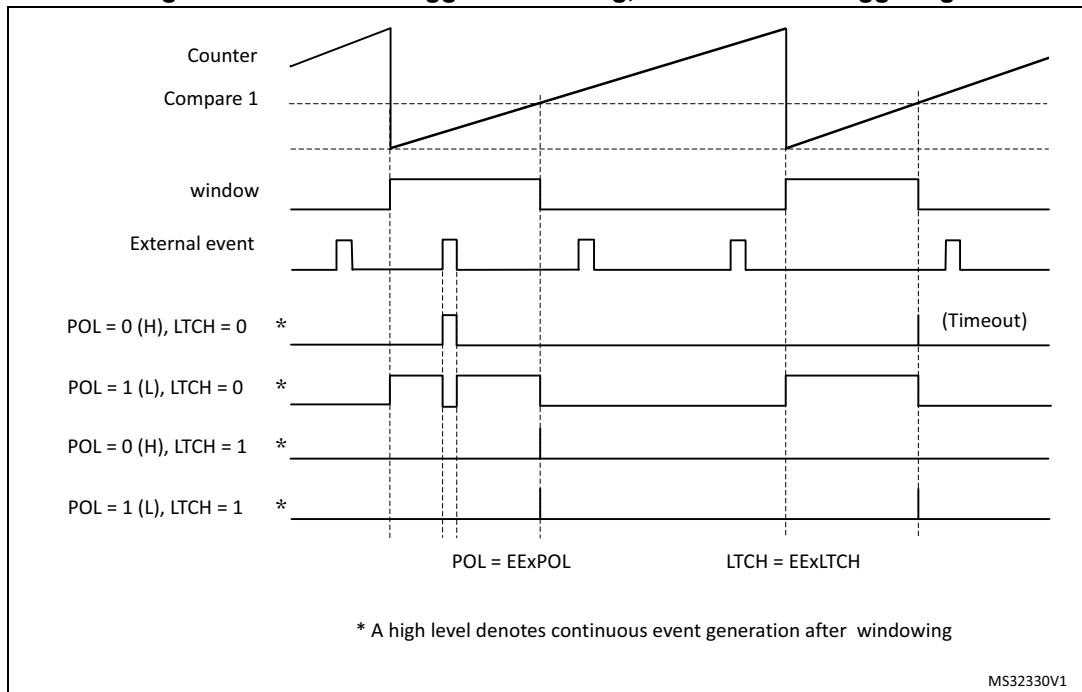 Counter
Compare 1
window
External event
POL = 0 (H), LTCH = 0 *
(Timeout)
POL = 1 (L), LTCH = 0 *
POL = 0 (H), LTCH = 1 *
POL = 1 (L), LTCH = 1 *
POL = EExPOL LTCH = EExLTCH
* A high level denotes continuous event generation after windowing
MS32330V1